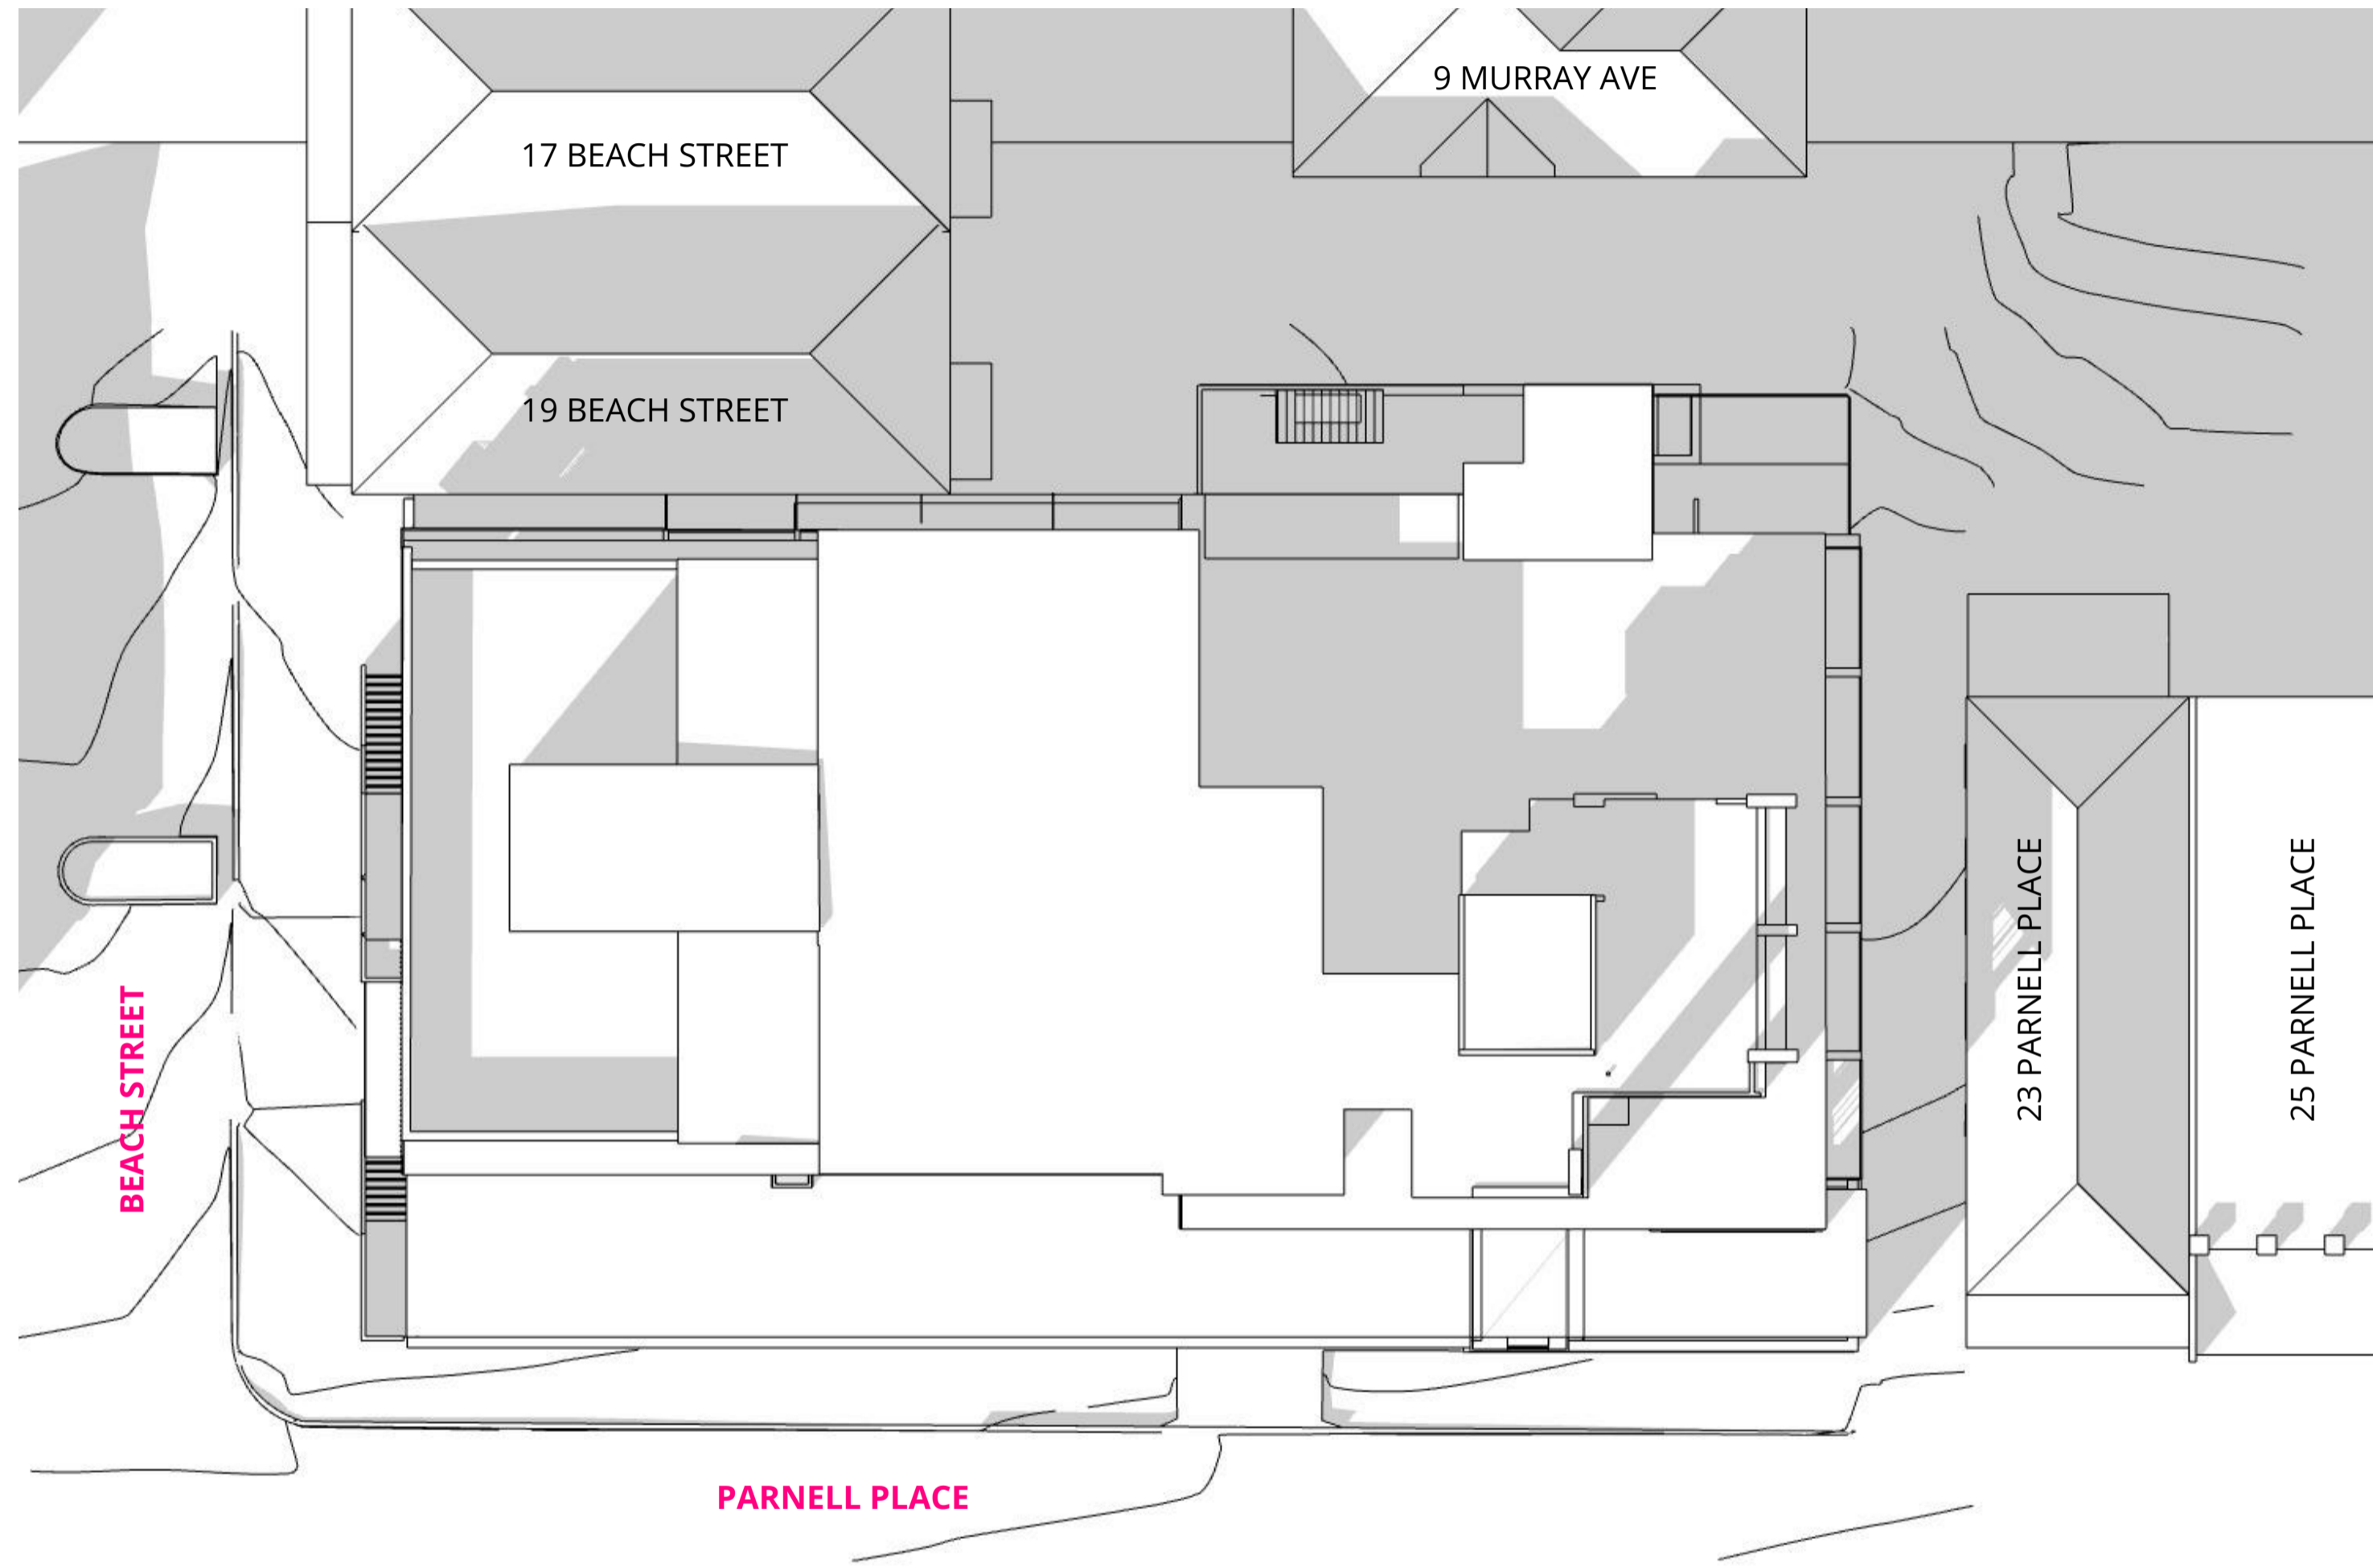 9 MURRAY AVE
17 BEACH STREET
19 BEACH STREET
23 PARNELL PLACE
25 PARNELL PLACE
BEACH STREET
PARNELL PLACE